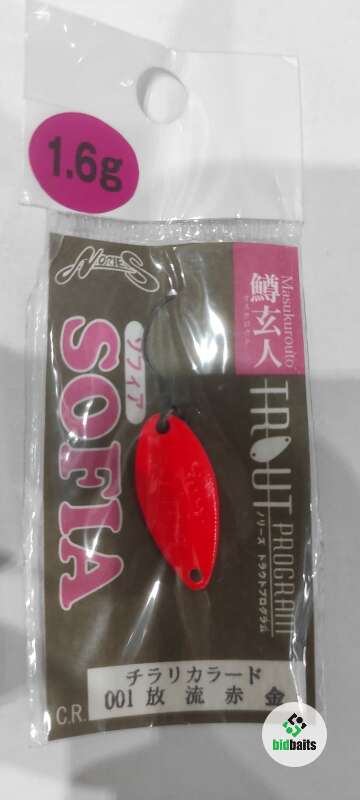 1.6g
NORIES
鱒玄人
Masukurouto
マスクロウト
TROUT PROGRAM
ノリーズ トラウトプログラム
ソフィア
SOFIA
チラリカラード
001 放流赤金
C.R.
bidbaits